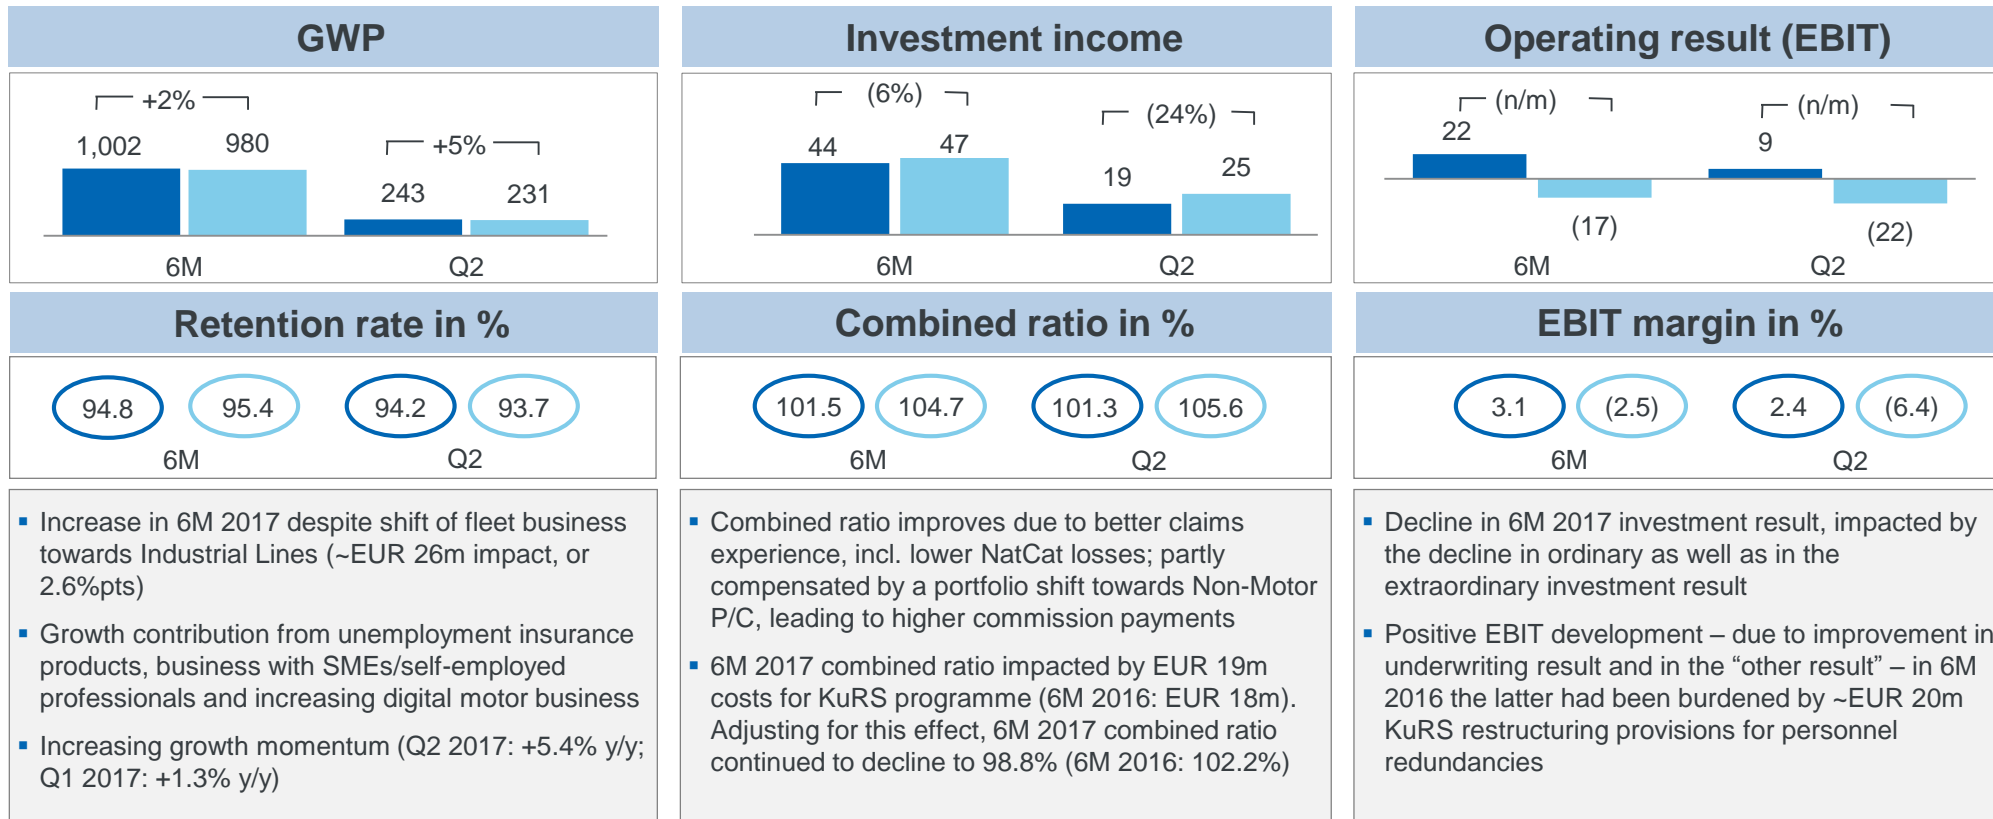 GWP
+2%
1,002
980
+5%
243
231
6M
Q2
Investment income
(6%)
44
47
(24%)
19
25
6M
Q2
Operating result (EBIT)
(n/m)
22
(17)
(n/m)
9
(22)
6M
Q2
Retention rate in %
94.8
95.4
94.2
93.7
6M
Q2
Combined ratio in %
101.5
104.7
101.3
105.6
6M
Q2
EBIT margin in %
3.1
(2.5)
2.4
(6.4)
6M
Q2
▪ Increase in 6M 2017 despite shift of fleet business
towards Industrial Lines (~EUR 26m impact, or
2.6%pts)
▪ Growth contribution from unemployment insurance
products, business with SMEs/self-employed
professionals and increasing digital motor business
▪ Increasing growth momentum (Q2 2017: +5.4% y/y;
Q1 2017: +1.3% y/y)
▪ Combined ratio improves due to better claims
experience, incl. lower NatCat losses; partly
compensated by a portfolio shift towards Non-Motor
P/C, leading to higher commission payments
▪ 6M 2017 combined ratio impacted by EUR 19m
costs for KuRS programme (6M 2016: EUR 18m).
Adjusting for this effect, 6M 2017 combined ratio
continued to decline to 98.8% (6M 2016: 102.2%)
▪ Decline in 6M 2017 investment result, impacted by
the decline in ordinary as well as in the
extraordinary investment result
▪ Positive EBIT development – due to improvement in
underwriting result and in the “other result” – in 6M
2016 the latter had been burdened by ~EUR 20m
KuRS restructuring provisions for personnel
redundancies